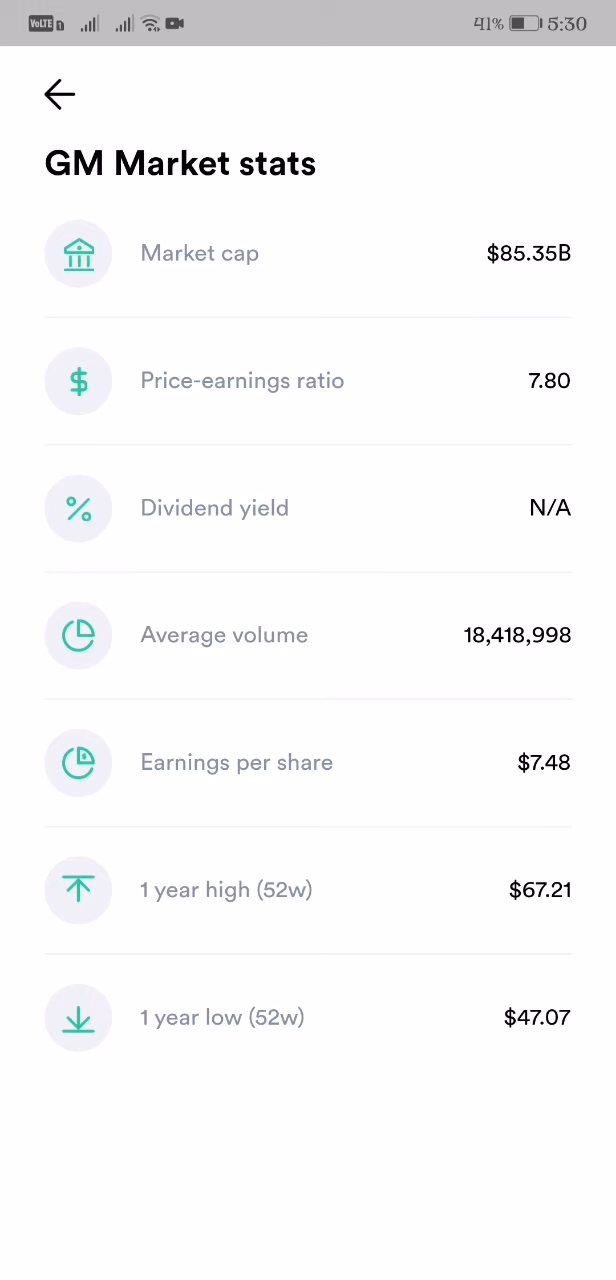 VoLTE 1 41% 5:30
GM Market stats
Market cap $85.35B
Price-earnings ratio 7.80
Dividend yield N/A
Average volume 18,418,998
Earnings per share $7.48
1 year high (52w) $67.21
1 year low (52w) $47.07